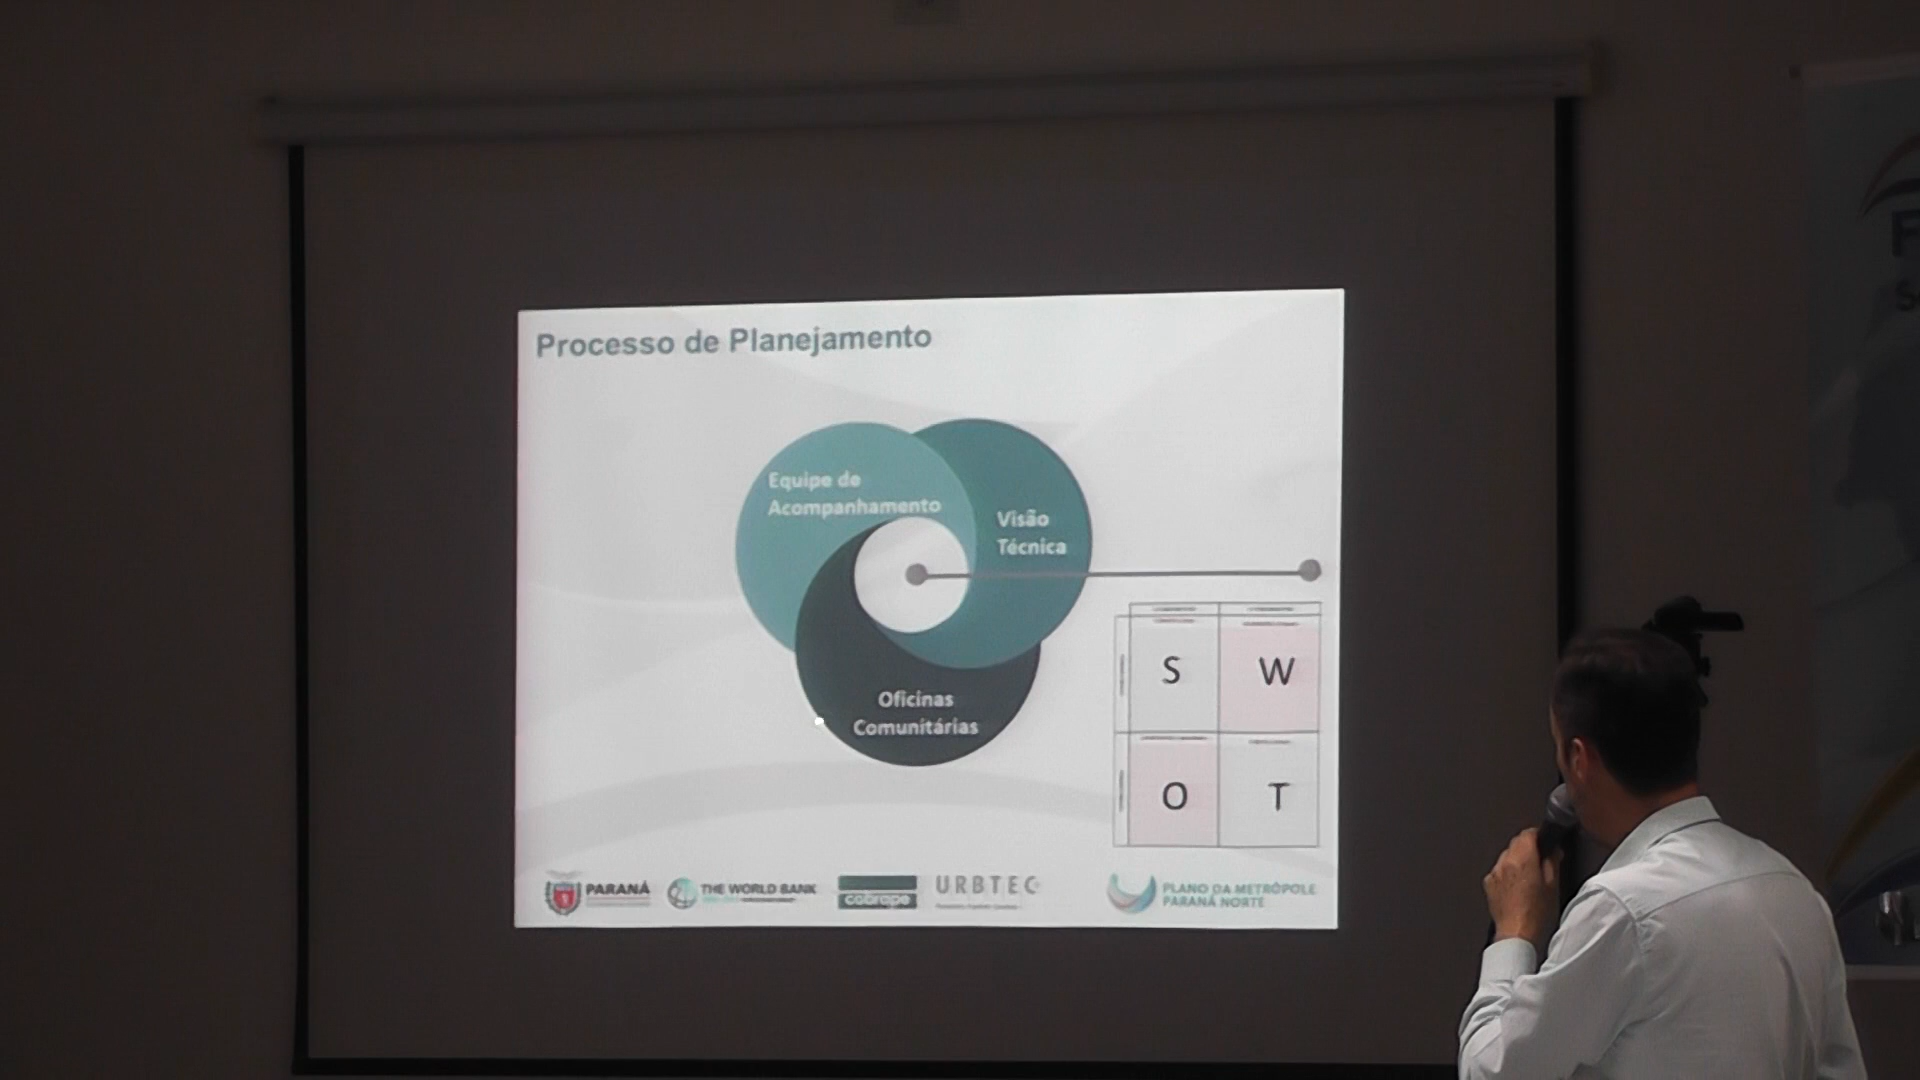 Processo de Planejamento
Equipe de
Acompanhamento
Visão
Técnica
Oficinas
Comunitárias
S
W
O
T
PARANÁ
THE WORLD BANK
cobrape
URBTEC
PLANO DA METRÓPOLE
PARANÁ NORTE